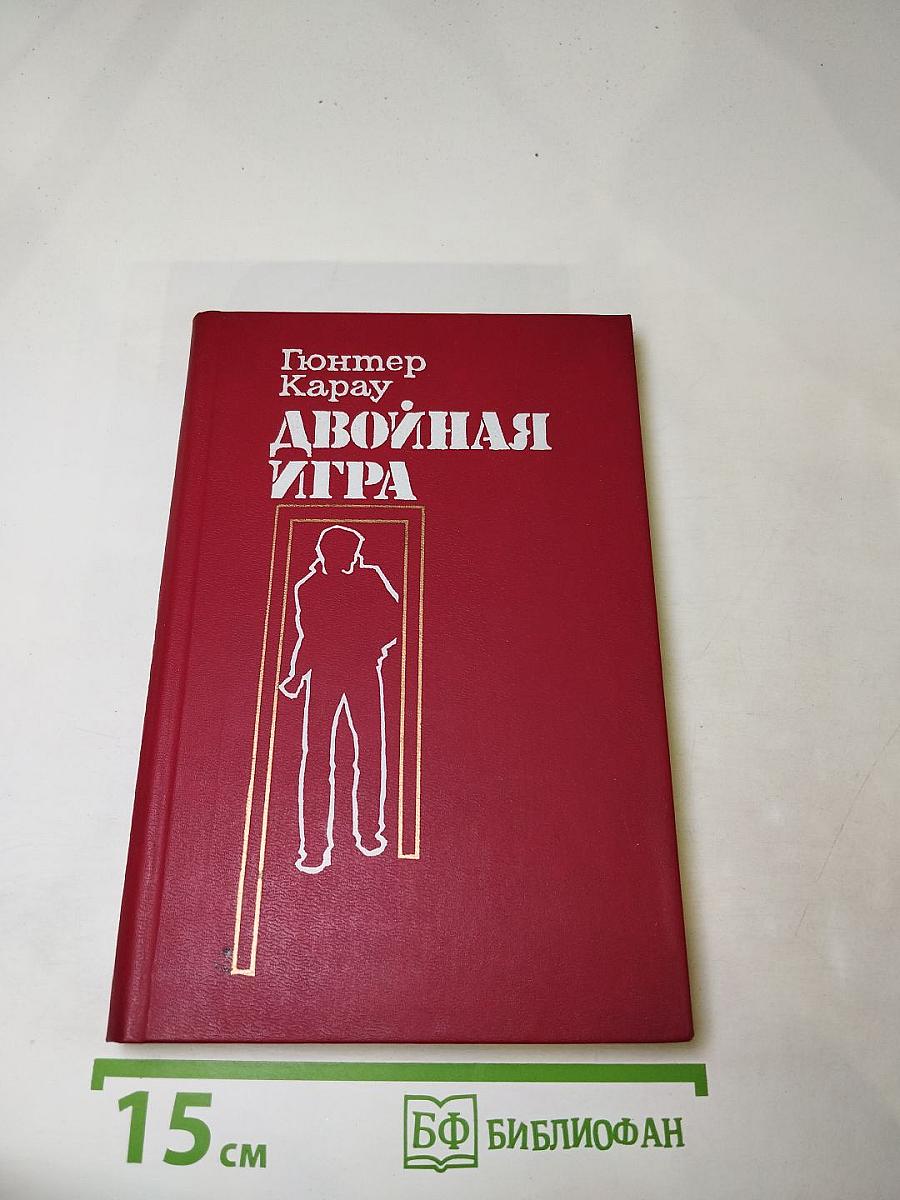 Гюнтер
Карау
ДВОЙНАЯ
ИГРА
15 см
БФ БИБЛИОФАН